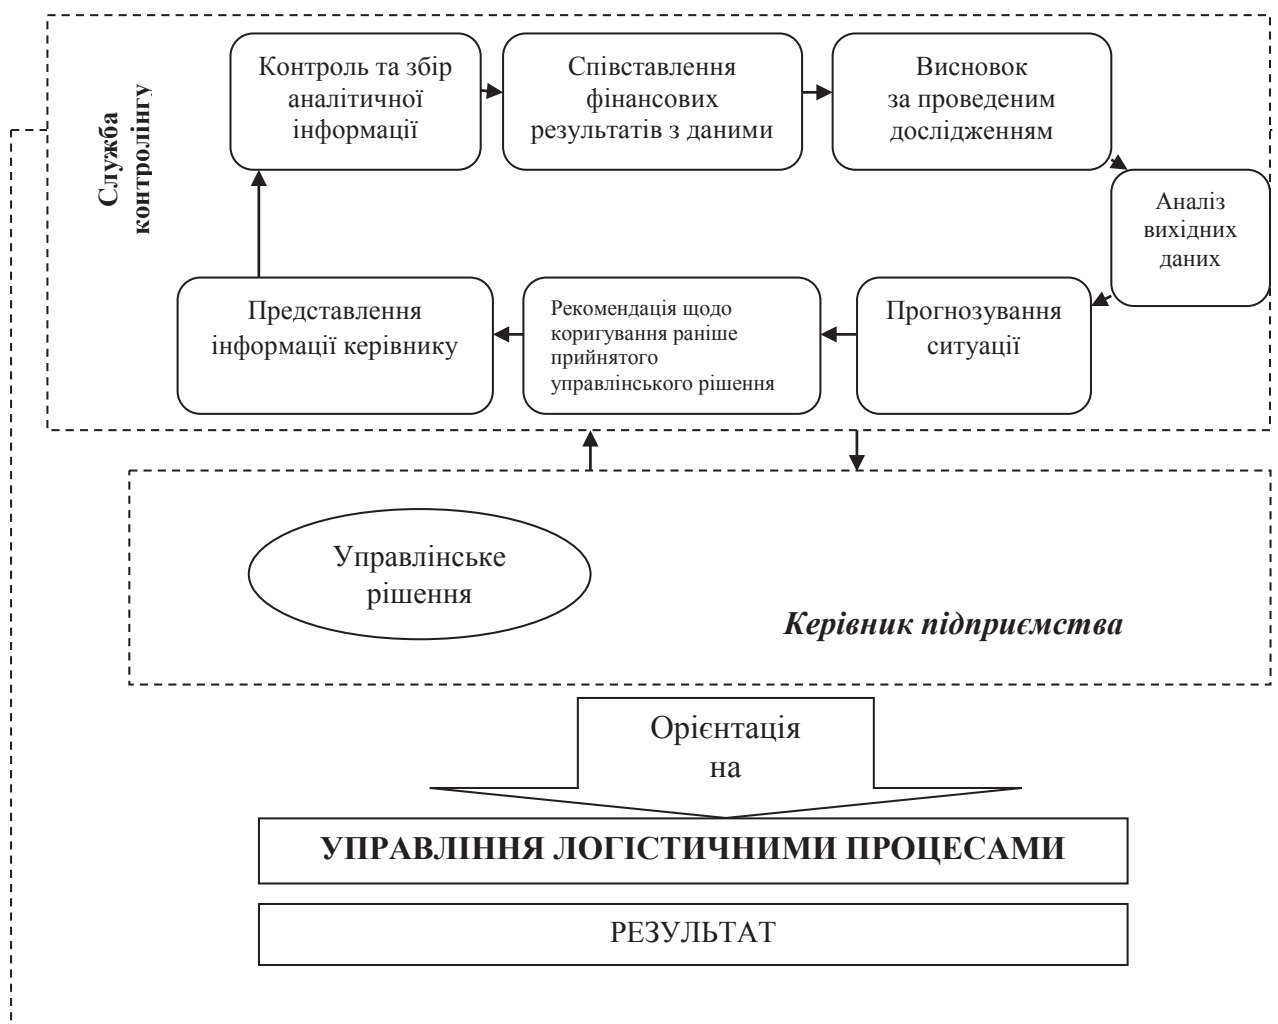 Служба
контролінгу
Контроль та збір
аналітичної
інформації
Співставлення
фінансових
результатів з даними
Висновок
за проведеним
дослідженням
Аналіз
вихідних
даних
Прогнозування
ситуації
Рекомендація щодо
коригування раніше
прийнятого
управлінського рішення
Представлення
інформації керівнику
Управлінське
рішення
Керівник підприємства
Орієнтація
на
УПРАВЛІННЯ ЛОГІСТИЧНИМИ ПРОЦЕСАМИ
РЕЗУЛЬТАТ